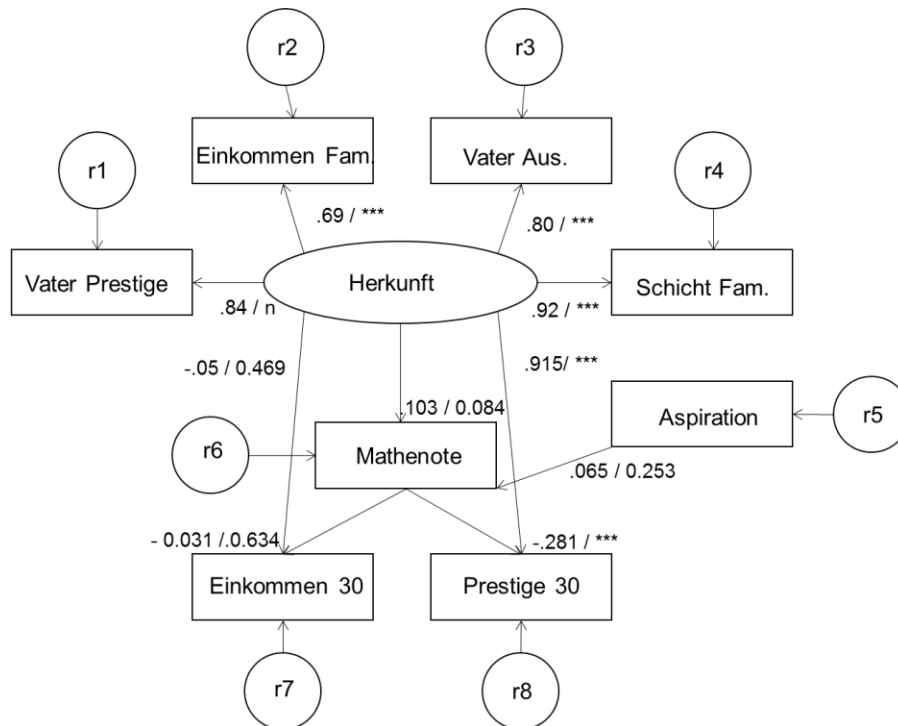 r2
r3
Einkommen Fam.
Vater Aus.
r1
r4
.69 / ***
.80 / ***
Vater Prestige
Herkunft
Schicht Fam.
.84 / n
.92 / ***
-.05 / 0.469
.915/ ***
.103 / 0.084
Aspiration
r5
r6
Mathenote
.065 / 0.253
- 0.031 /.0.634
-.281 / ***
Einkommen 30
Prestige 30
r7
r8